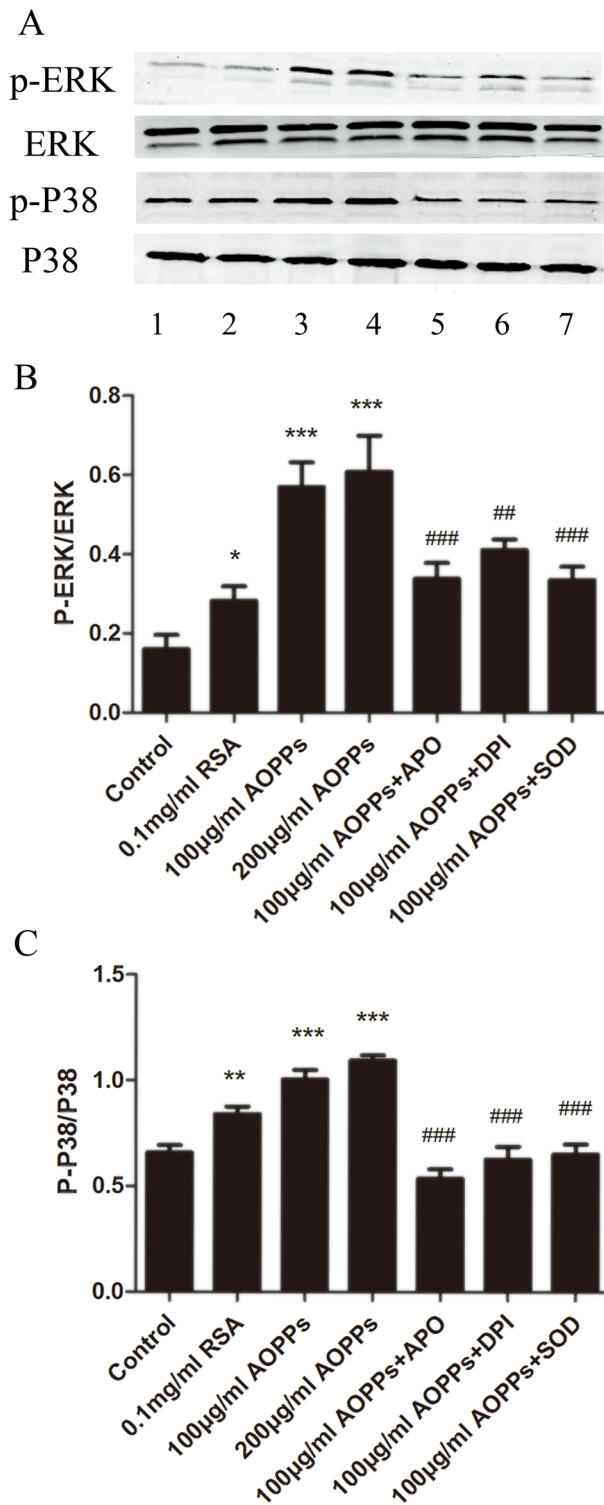 A
p-ERK
ERK
p-P38
P38
1 2 3 4 5 6 7
B
P-ERK/ERK
0.8
0.6
0.4
0.2
0.0
*
***
***
###
##
###
Control
0.1mg/ml RSA
100μg/ml AOPPs
200μg/ml AOPPs
100μg/ml AOPPs+APO
100μg/ml AOPPs+DPI
100μg/ml AOPPs+SOD
C
P-P38/P38
1.5
1.0
0.5
0.0
**
***
***
###
###
###
Control
0.1mg/ml RSA
100μg/ml AOPPs
200μg/ml AOPPs
100μg/ml AOPPs+APO
100μg/ml AOPPs+DPI
100μg/ml AOPPs+SOD